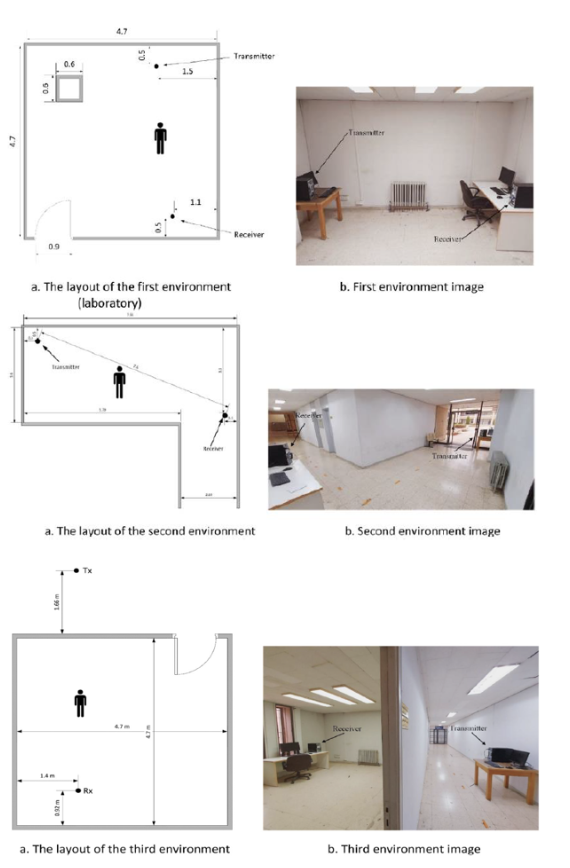 4.7
0.5
Transmitter
0.6
1.5
0.6
4.7
Transmitter
1.1
0.5
Receiver
Receiver
0.9
a. The layout of the first environment
(laboratory)
b. First environment image
Transmitter
Receiver
Receiver
Transmitter
a. The layout of the second environment
b. Second environment image
Tx
1.66 m
4.7 m
4.7 m
1.4 m
Rx
0.92 m
Receiver
Transmitter
a. The layout of the third environment
b. Third environment image